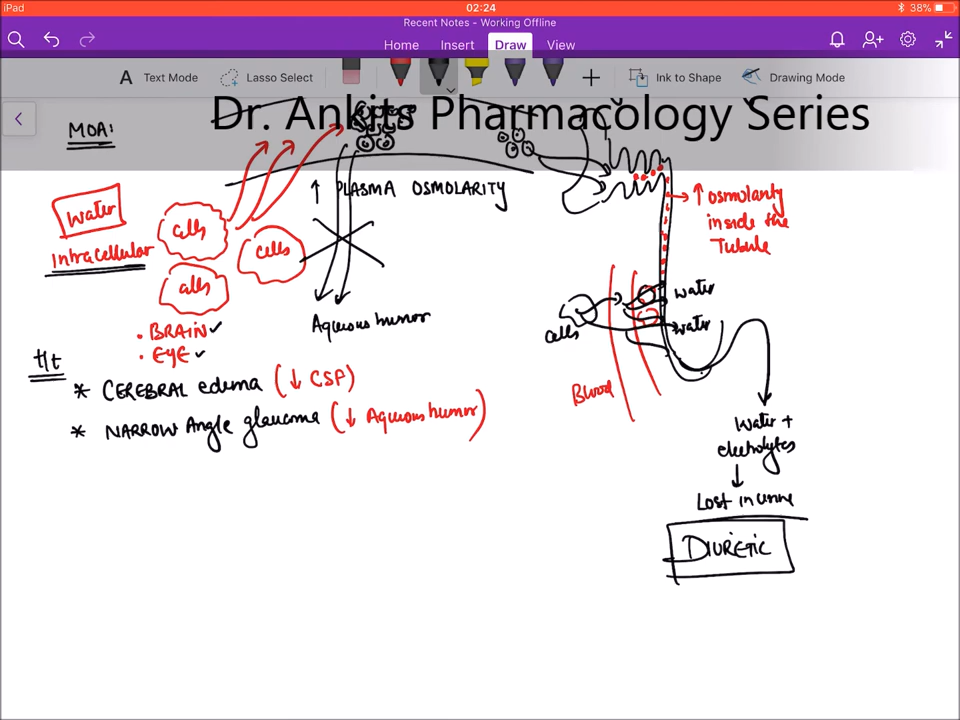 iPad
02:24
38%
Recent Notes - Working Offline
Home Insert Draw View
A Text Mode Lasso Select Ink to Shape Drawing Mode
Dr. Ankits Pharmacology Series
MOA:
↑ PLASMA OSMOLARITY
Water
Intracellular
cells
cells
cells
• BRAIN ✓
• EYE ✓
Aqueous humor
t/t
* CEREBRAL edema (↓ CSF)
* NARROW Angle glaucoma (↓ Aqueous humor)
↑ osmolarity
inside the
Tubule
water
water
cells
Blood
Water +
electrolytes
↓
Lost in urine
DIURETIC